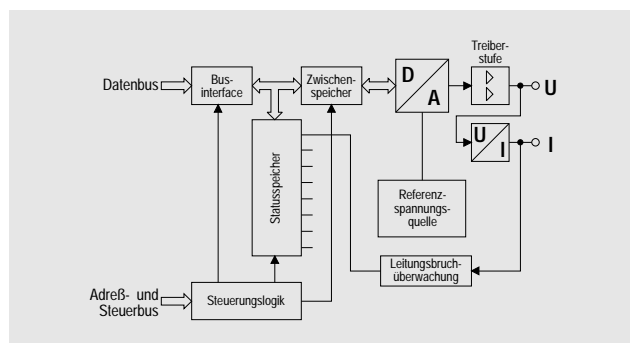 Treiber-
stufe
Datenbus
Bus-
interface
Zwischen-
speicher
D
A
U
U
I
I
Statusspeicher
Referenz-
spannungs-
quelle
Leitungsbruch-
überwachung
Adreß- und
Steuerbus
Steuerungslogik